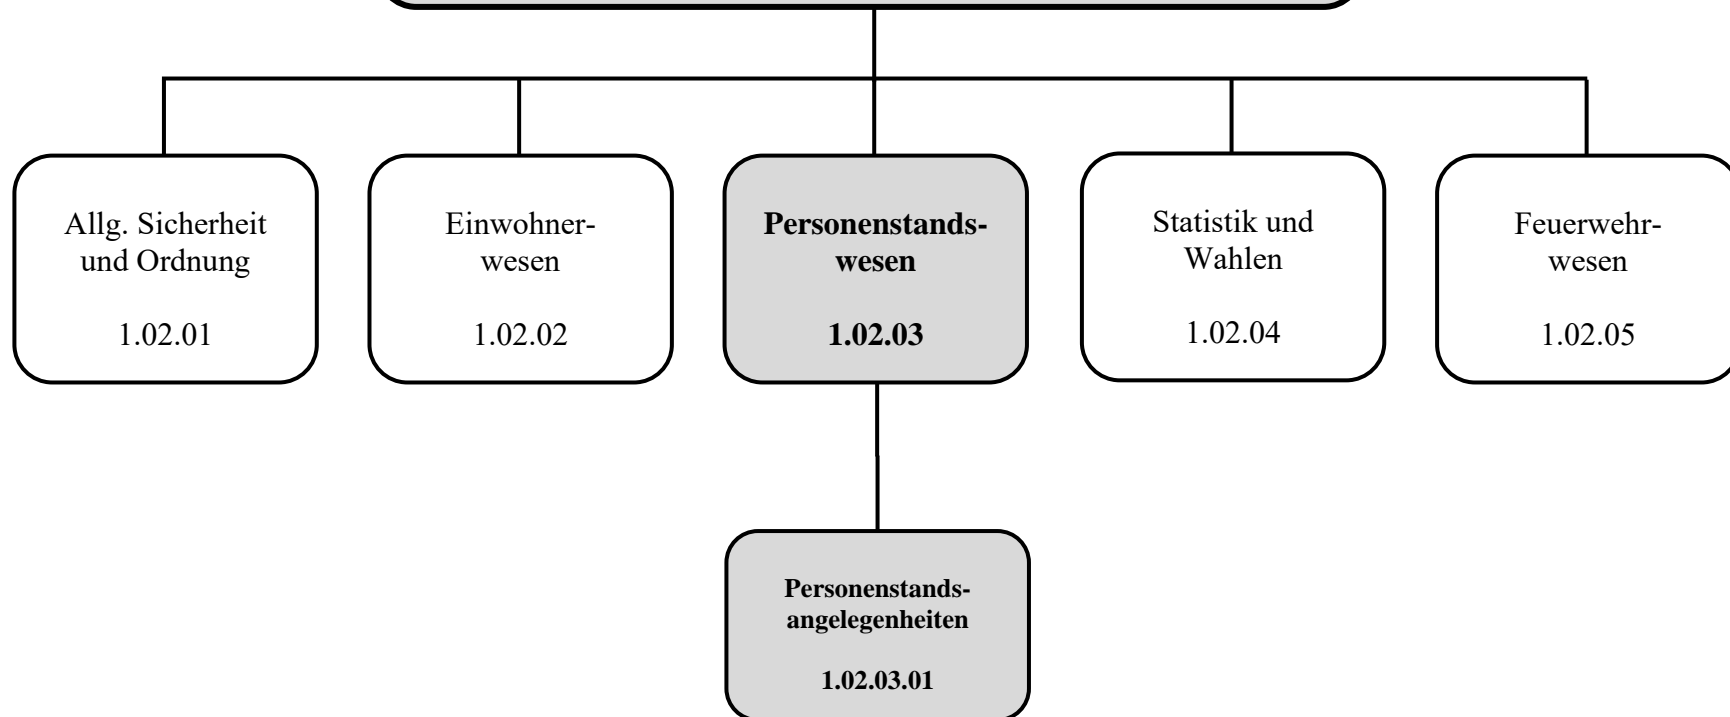 Allg. Sicherheit
und Ordnung
1.02.01
Einwohner-
wesen
1.02.02
Personenstands-
wesen
1.02.03
Statistik und
Wahlen
1.02.04
Feuerwehr-
wesen
1.02.05
Personenstands-
angelegenheiten
1.02.03.01